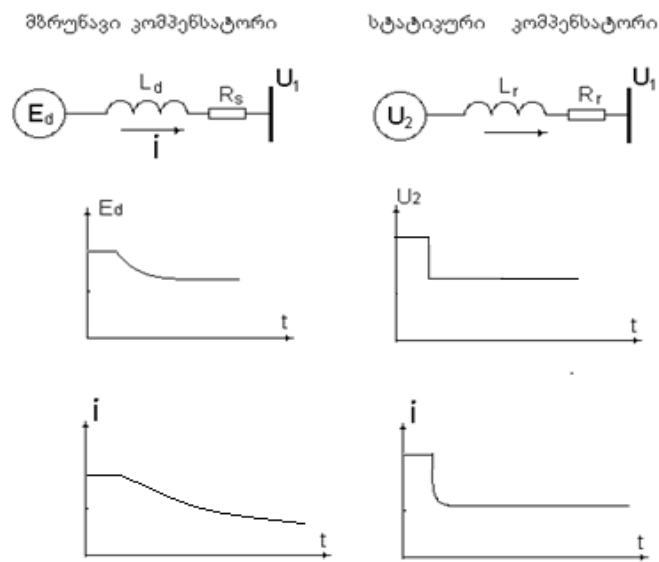 მბრუნავი კომპენსატორი
სტატიკური კომპენსატორი
Ed Ld Rs U1
i
U2 Lr Rr U1
Ed
t
U2
t
i
t
i
t